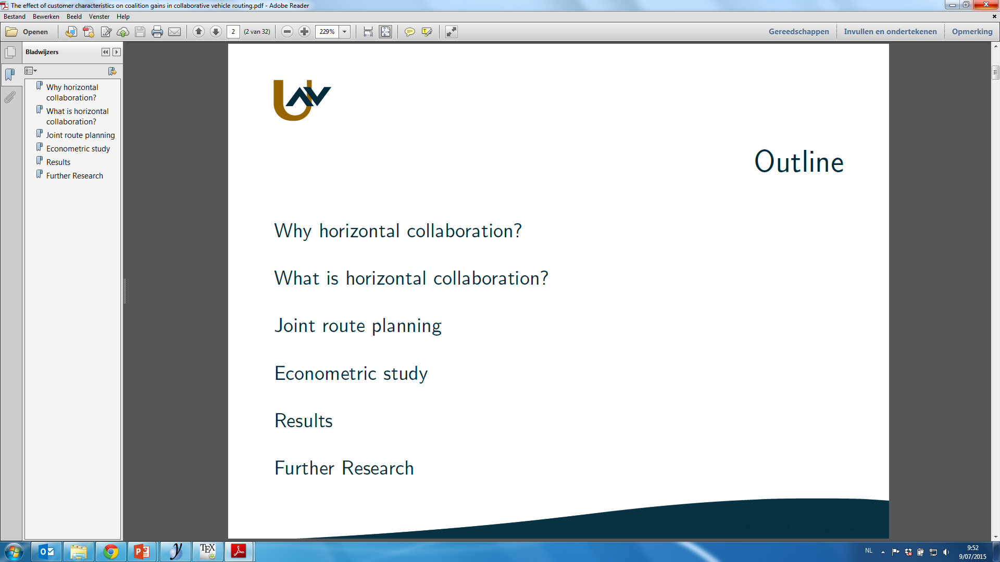 The effect of customer characteristics on coalition gains in collaborative vehicle routing.pdf - Adobe Reader
Bestand Bewerken Beeld Venster Help
Openen 2 (2 van 32) 229% Gereedschappen Invullen en ondertekenen Opmerking
Bladwijzers
Why horizontal
collaboration?
What is horizontal
collaboration?
Joint route planning
Econometric study
Results
Further Research
Outline
Why horizontal collaboration?
What is horizontal collaboration?
Joint route planning
Econometric study
Results
Further Research
TEX
NL
9:52
9/07/2015